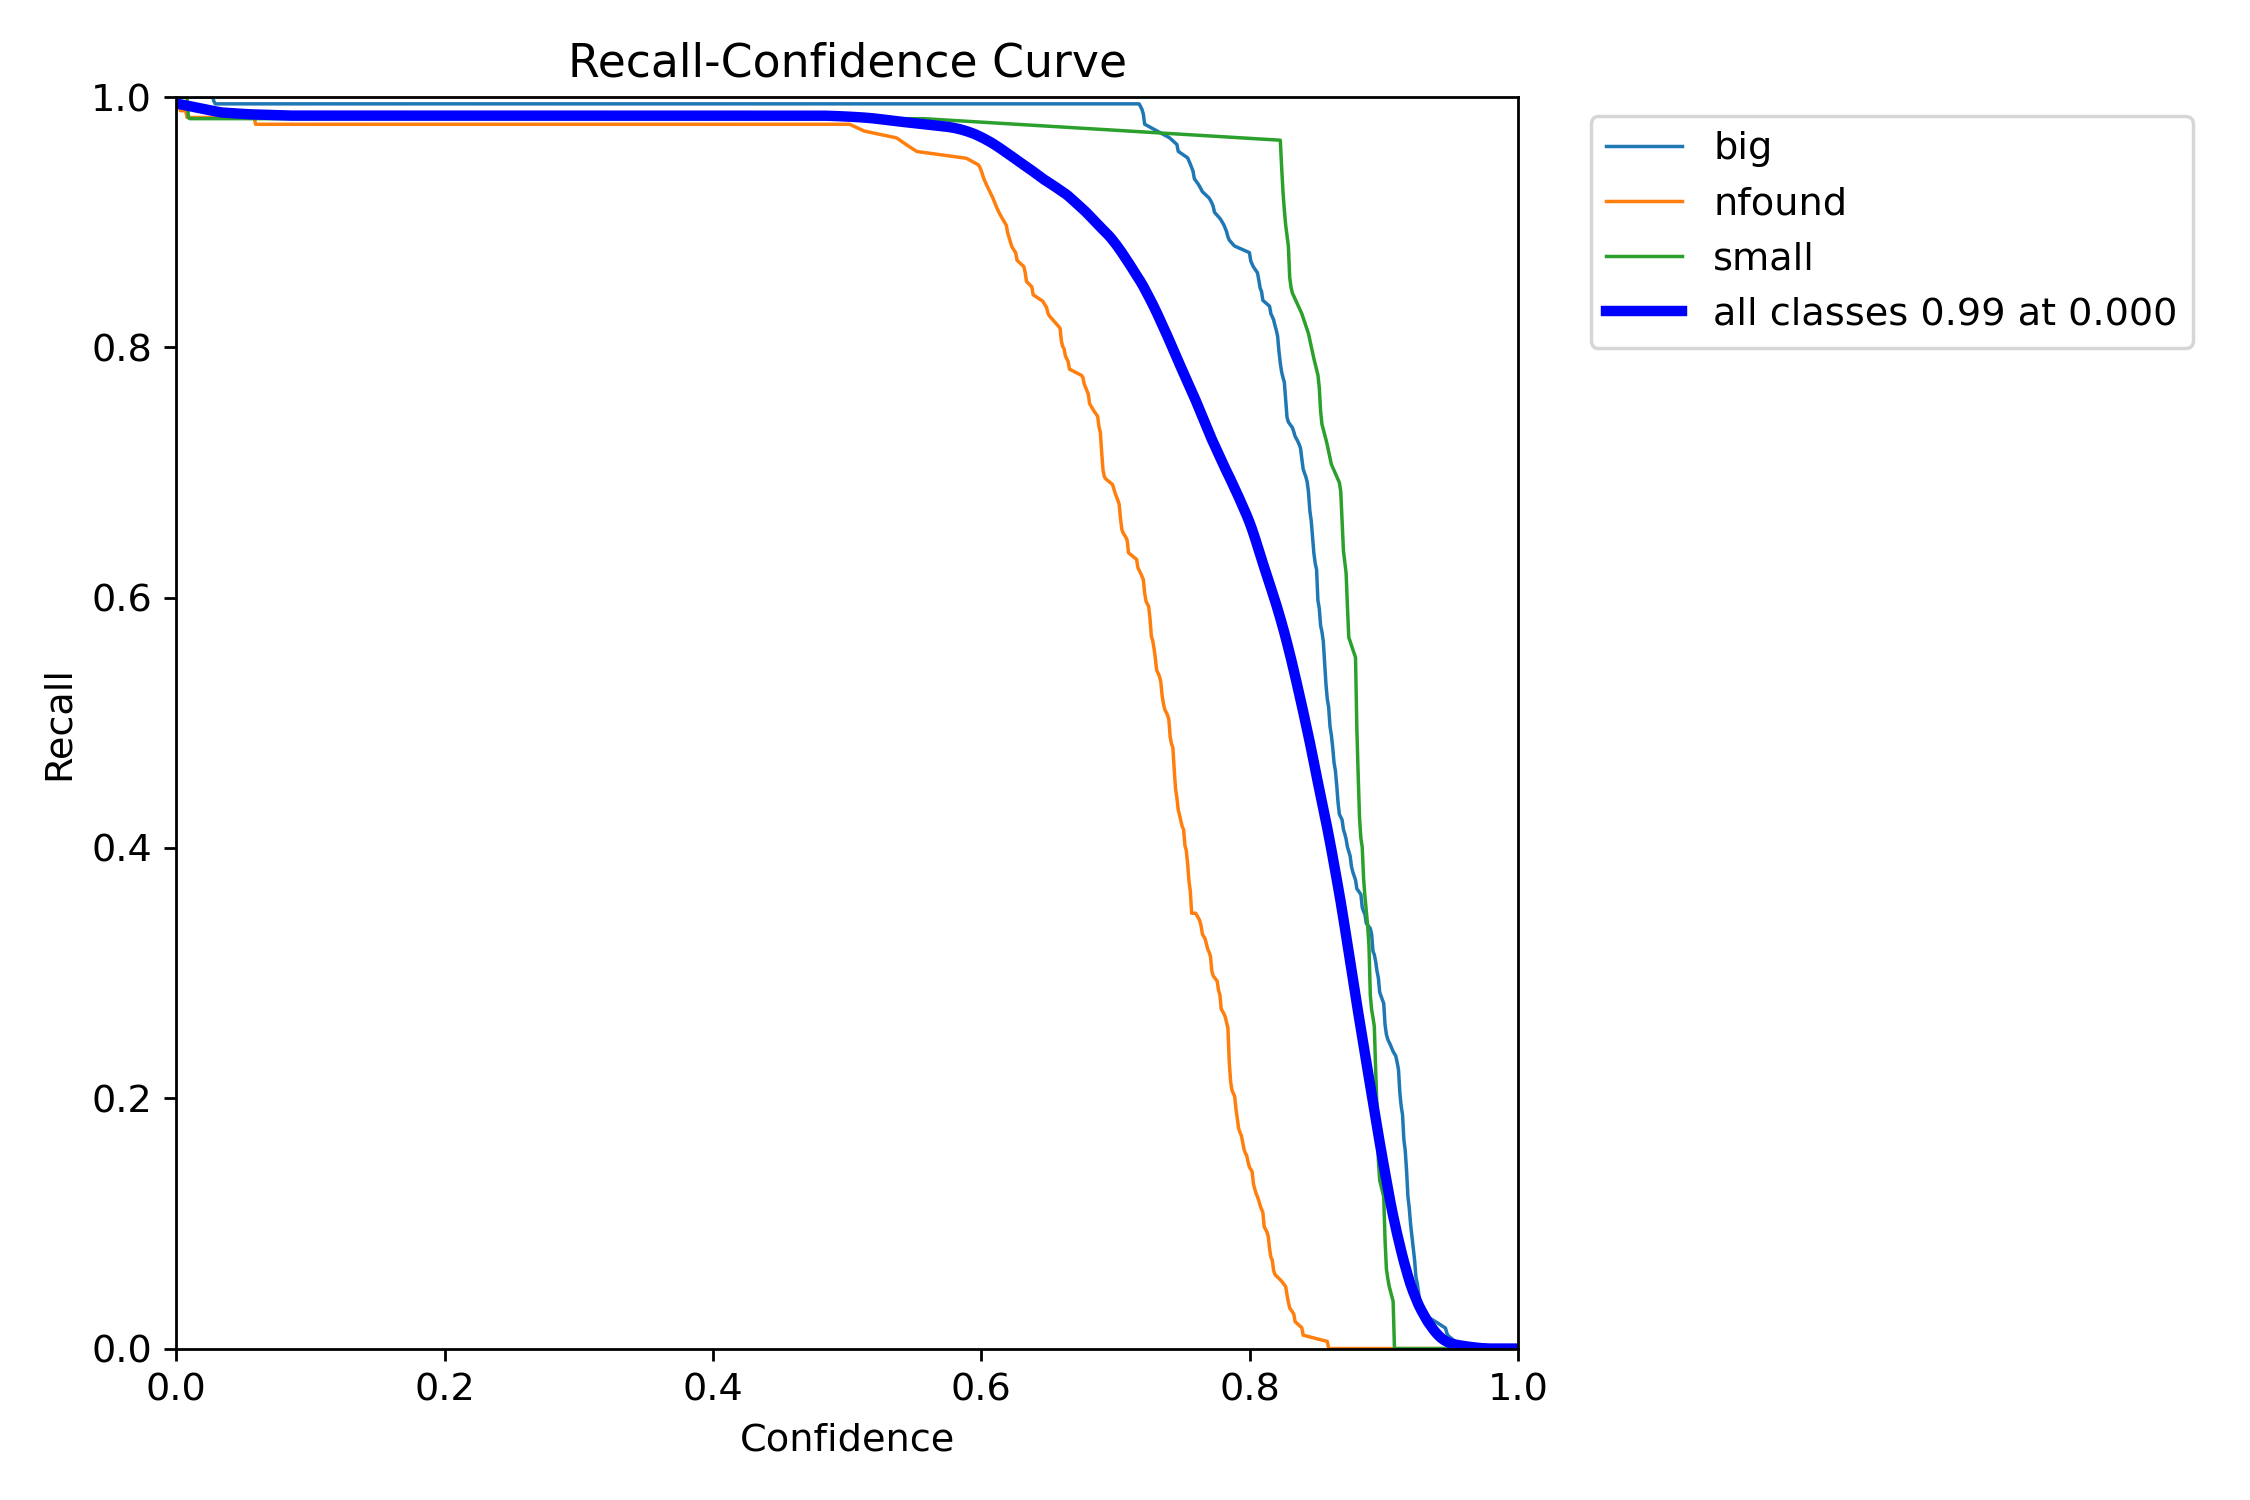 Recall-Confidence Curve
1.0
0.8
0.6
0.4
0.2
0.0
Recall
0.0 0.2 0.4 0.6 0.8 1.0
Confidence
big
nfound
small
all classes 0.99 at 0.000